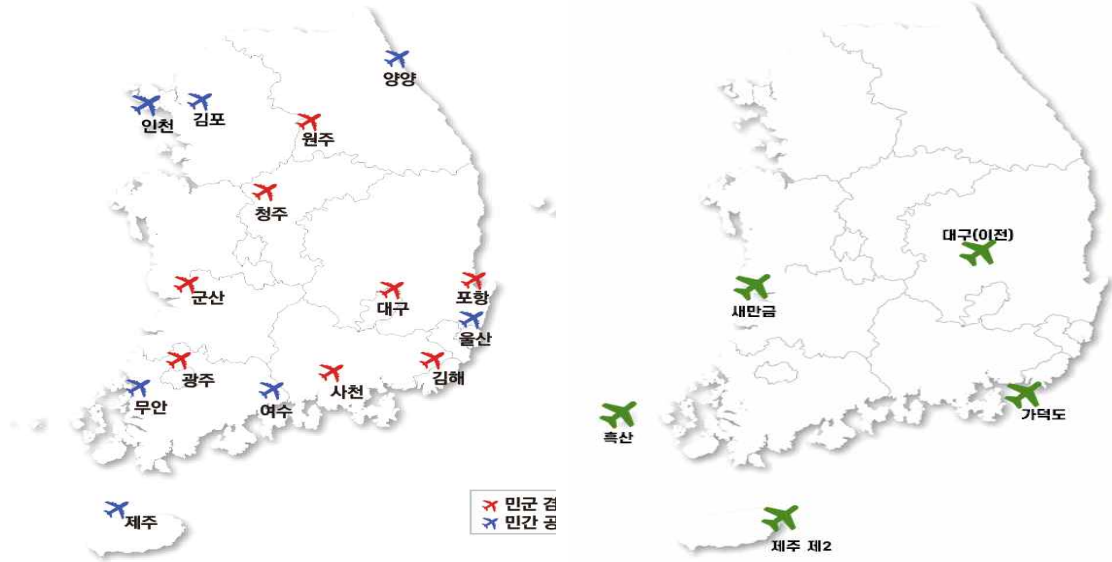 양양
인천
김포
원주
청주
군산
대구
포항
울산
광주
김해
사천
무안
여수
제주
민군 겸
민간 공
대구(이전)
새만금
가덕도
흑산
제주 제2